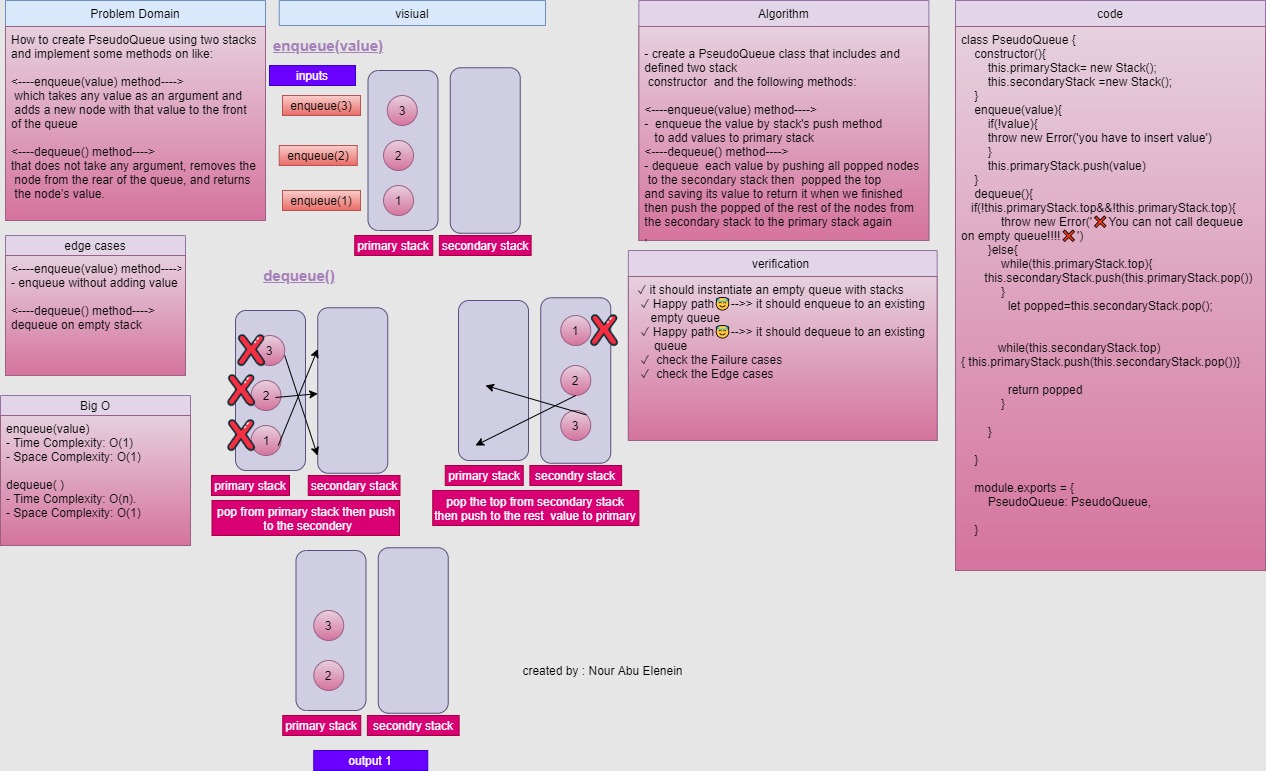 Problem Domain
How to create PseudoQueue using two stacks
and implement some methods on like:
<----enqueue(value) method---->
which takes any value as an argument and
adds a new node with that value to the front
of the queue
<----dequeue() method---->
that does not take any argument, removes the
node from the rear of the queue, and returns
the node's value.
edge cases
<----enqueue(value) method---->
- enqueue without adding value
<----dequeue() method---->
dequeue on empty stack
Big O
enqueue(value)
- Time Complexity: O(1)
- Space Complexity: O(1)
dequeue( )
- Time Complexity: O(n).
- Space Complexity: O(1)
visiual
enqueue(value)
inputs
enqueue(3)
enqueue(2)
enqueue(1)
3
2
1
primary stack
secondary stack
dequeue()
3
2
1
primary stack
secondary stack
pop from primary stack then push
to the secondery
1
2
3
primary stack
secondry stack
pop the top from secondary stack
then push to the rest value to primary
3
2
primary stack
secondry stack
output 1
created by : Nour Abu Elenein
Algorithm
- create a PseudoQueue class that includes and
defined two stack
constructor and the following methods:
<----enqueue(value) method---->
- enqueue the value by stack's push method
to add values to primary stack
<----dequeue() method---->
- dequeue each value by pushing all popped nodes
to the secondary stack then popped the top
and saving its value to return it when we finished
then push the popped of the rest of the nodes from
the secondary stack to the primary stack again
.
verification
✓ it should instantiate an empty queue with stacks
✓ Happy path😇-->> it should enqueue to an existing
empty queue
✓ Happy path😇-->> it should dequeue to an existing
queue
✓ check the Failure cases
✓ check the Edge cases
code
class PseudoQueue {
constructor(){
this.primaryStack= new Stack();
this.secondaryStack =new Stack();
}
enqueue(value){
if(!value){
throw new Error('you have to insert value')
}
this.primaryStack.push(value)
}
dequeue(){
if(!this.primaryStack.top&&!this.primaryStack.top){
throw new Error('❌You can not call dequeue
on empty queue!!!!❌')
}else{
while(this.primaryStack.top){
this.secondaryStack.push(this.primaryStack.pop())
}
let popped=this.secondaryStack.pop();
while(this.secondaryStack.top)
{ this.primaryStack.push(this.secondaryStack.pop())}
return popped
}
}
}
module.exports = {
PseudoQueue: PseudoQueue,
}